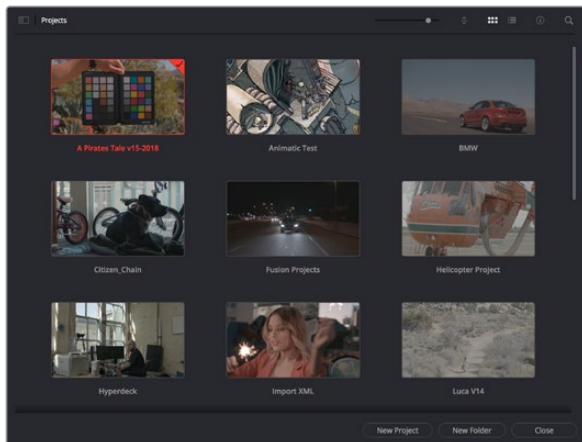 Projects
A Pirates Tale v15-2018
Animatic Test
BMW
Citizen_Chain
Fusion Projects
Helicopter Project
Hyperdeck
Import XML
Luca V14
New Project
New Folder
Close